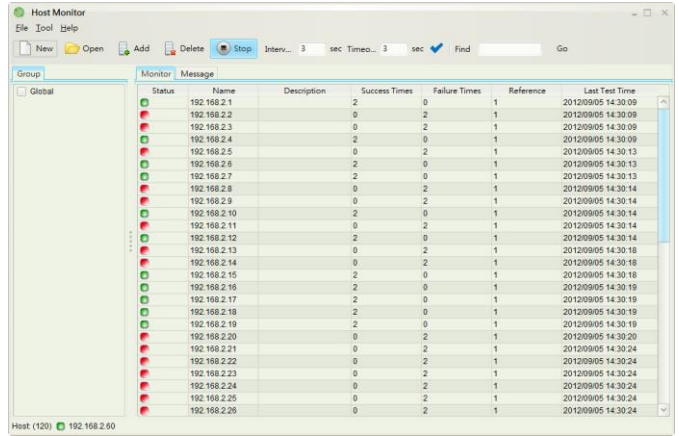 Host Monitor
File Tool Help
New Open Add Delete Stop Interv... 3 sec Timeo... 3 sec Find Go
Group Monitor Message
Global
Status Name Description Success Times Failure Times Reference Last Test Time
192.168.2.1 2 0 1 2012/09/05 14:30:09
192.168.2.2 0 2 1 2012/09/05 14:30:09
192.168.2.3 0 2 1 2012/09/05 14:30:09
192.168.2.4 2 0 1 2012/09/05 14:30:09
192.168.2.5 0 2 1 2012/09/05 14:30:13
192.168.2.6 2 0 1 2012/09/05 14:30:13
192.168.2.7 2 0 1 2012/09/05 14:30:13
192.168.2.8 0 2 1 2012/09/05 14:30:14
192.168.2.9 0 2 1 2012/09/05 14:30:14
192.168.2.10 2 0 1 2012/09/05 14:30:14
192.168.2.11 0 2 1 2012/09/05 14:30:14
192.168.2.12 2 0 1 2012/09/05 14:30:14
192.168.2.13 0 2 1 2012/09/05 14:30:18
192.168.2.14 0 2 1 2012/09/05 14:30:18
192.168.2.15 2 0 1 2012/09/05 14:30:18
192.168.2.16 2 0 1 2012/09/05 14:30:19
192.168.2.17 2 0 1 2012/09/05 14:30:19
192.168.2.18 2 0 1 2012/09/05 14:30:19
192.168.2.19 2 0 1 2012/09/05 14:30:19
192.168.2.20 0 2 1 2012/09/05 14:30:20
192.168.2.21 0 2 1 2012/09/05 14:30:24
192.168.2.22 0 2 1 2012/09/05 14:30:24
192.168.2.23 0 2 1 2012/09/05 14:30:24
192.168.2.24 0 2 1 2012/09/05 14:30:24
192.168.2.25 0 2 1 2012/09/05 14:30:24
192.168.2.26 0 2 1 2012/09/05 14:30:24
Host: (120) 192.168.2.60